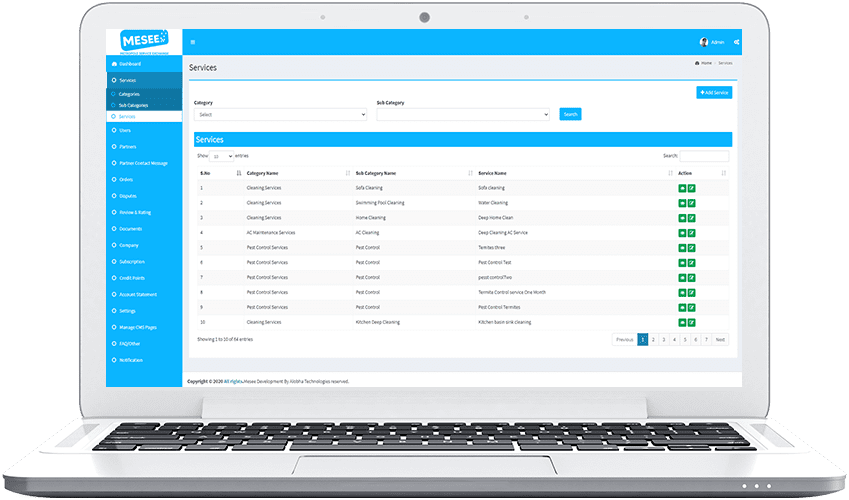 MESEE
Admin
Dashboard
Services
Categories
Sub Categories
Services
Users
Partners
Partner Contact Message
Orders
Disputes
Review & Rating
Documents
Company
Subscription
Credit Points
Account Statement
Settings
Manage CMS Pages
FAQ/Other
Notification
Services
Home Services
+ Add Service
Category Sub Category
Select Search
Services
Show 10 entries Search:
S.No Category Name Sub Category Name Service Name Action
1 Cleaning Services Sofa Cleaning Sofa cleaning
2 Cleaning Services Swimming Pool Cleaning Water Cleaning
3 Cleaning Services Home Cleaning Deep Home Clean
4 AC Maintenance Services AC Cleaning Deep Cleaning AC Service
5 Pest Control Services Pest Control Temites three
6 Pest Control Services Pest Control Pest Control Test
7 Pest Control Services Pest Control pesst controlTwo
8 Pest Control Services Pest Control Termite Control service One Month
9 Pest Control Services Pest Control Pest Control Termites
10 Cleaning Services Kitchen Deep Cleaning Kitchen basin sink cleaning
Showing 1 to 10 of 64 entries
Previous 1 2 3 4 5 6 7 Next
Copyright © 2020 All rights.Mesee Development By Alobha Technologies reserved.